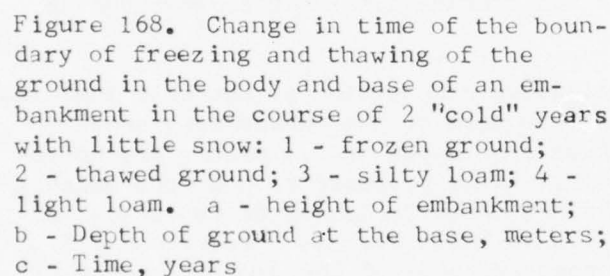 Figure 168. Change in time of the boun-
dary of freezing and thawing of the
ground in the body and base of an em-
bankment in the course of 2 "cold" years
with little snow: 1 - frozen ground;
2 - thawed ground; 3 - silty loam; 4 -
light loam. a - height of embankment;
b - Depth of ground at the base, meters;
c - Time, years